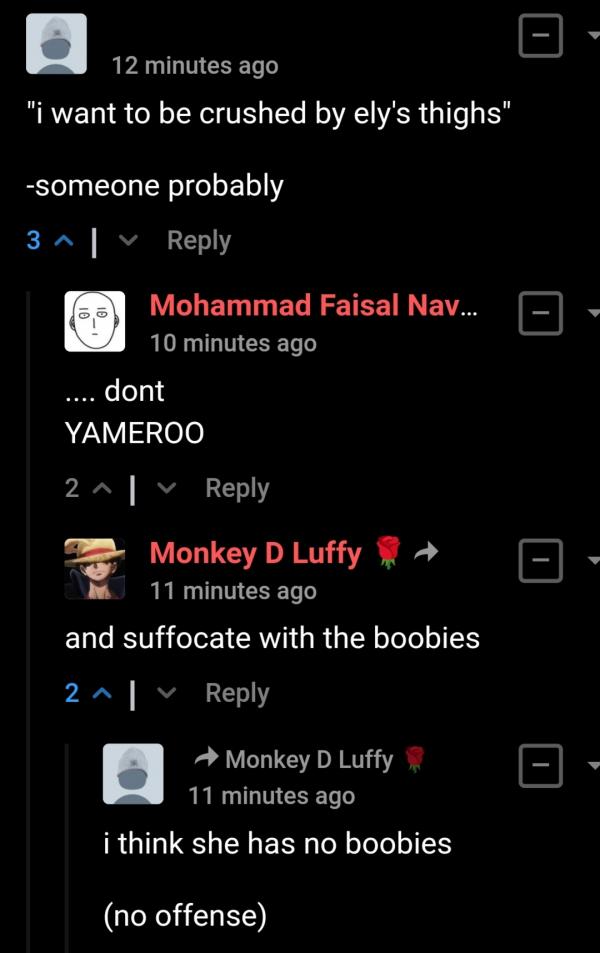 12 minutes ago
"i want to be crushed by ely's thighs"
-someone probably
3 | Reply
Mohammad Faisal Nav...
10 minutes ago
.... dont
YAMEROO
2 | Reply
Monkey D Luffy 🌹
11 minutes ago
and suffocate with the boobies
2 | Reply
Monkey D Luffy 🌹
11 minutes ago
i think she has no boobies
(no offense)